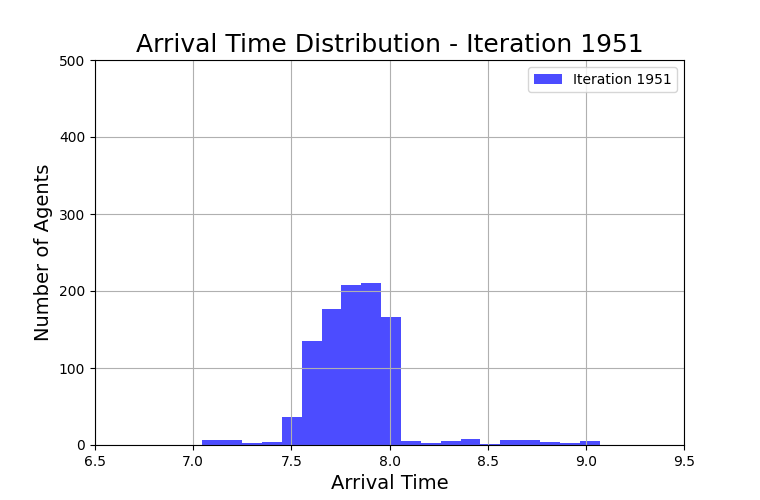 Arrival Time Distribution - Iteration 1951
Iteration 1951
500
400
300
200
100
0
Number of Agents
6.5 7.0 7.5 8.0 8.5 9.0 9.5
Arrival Time